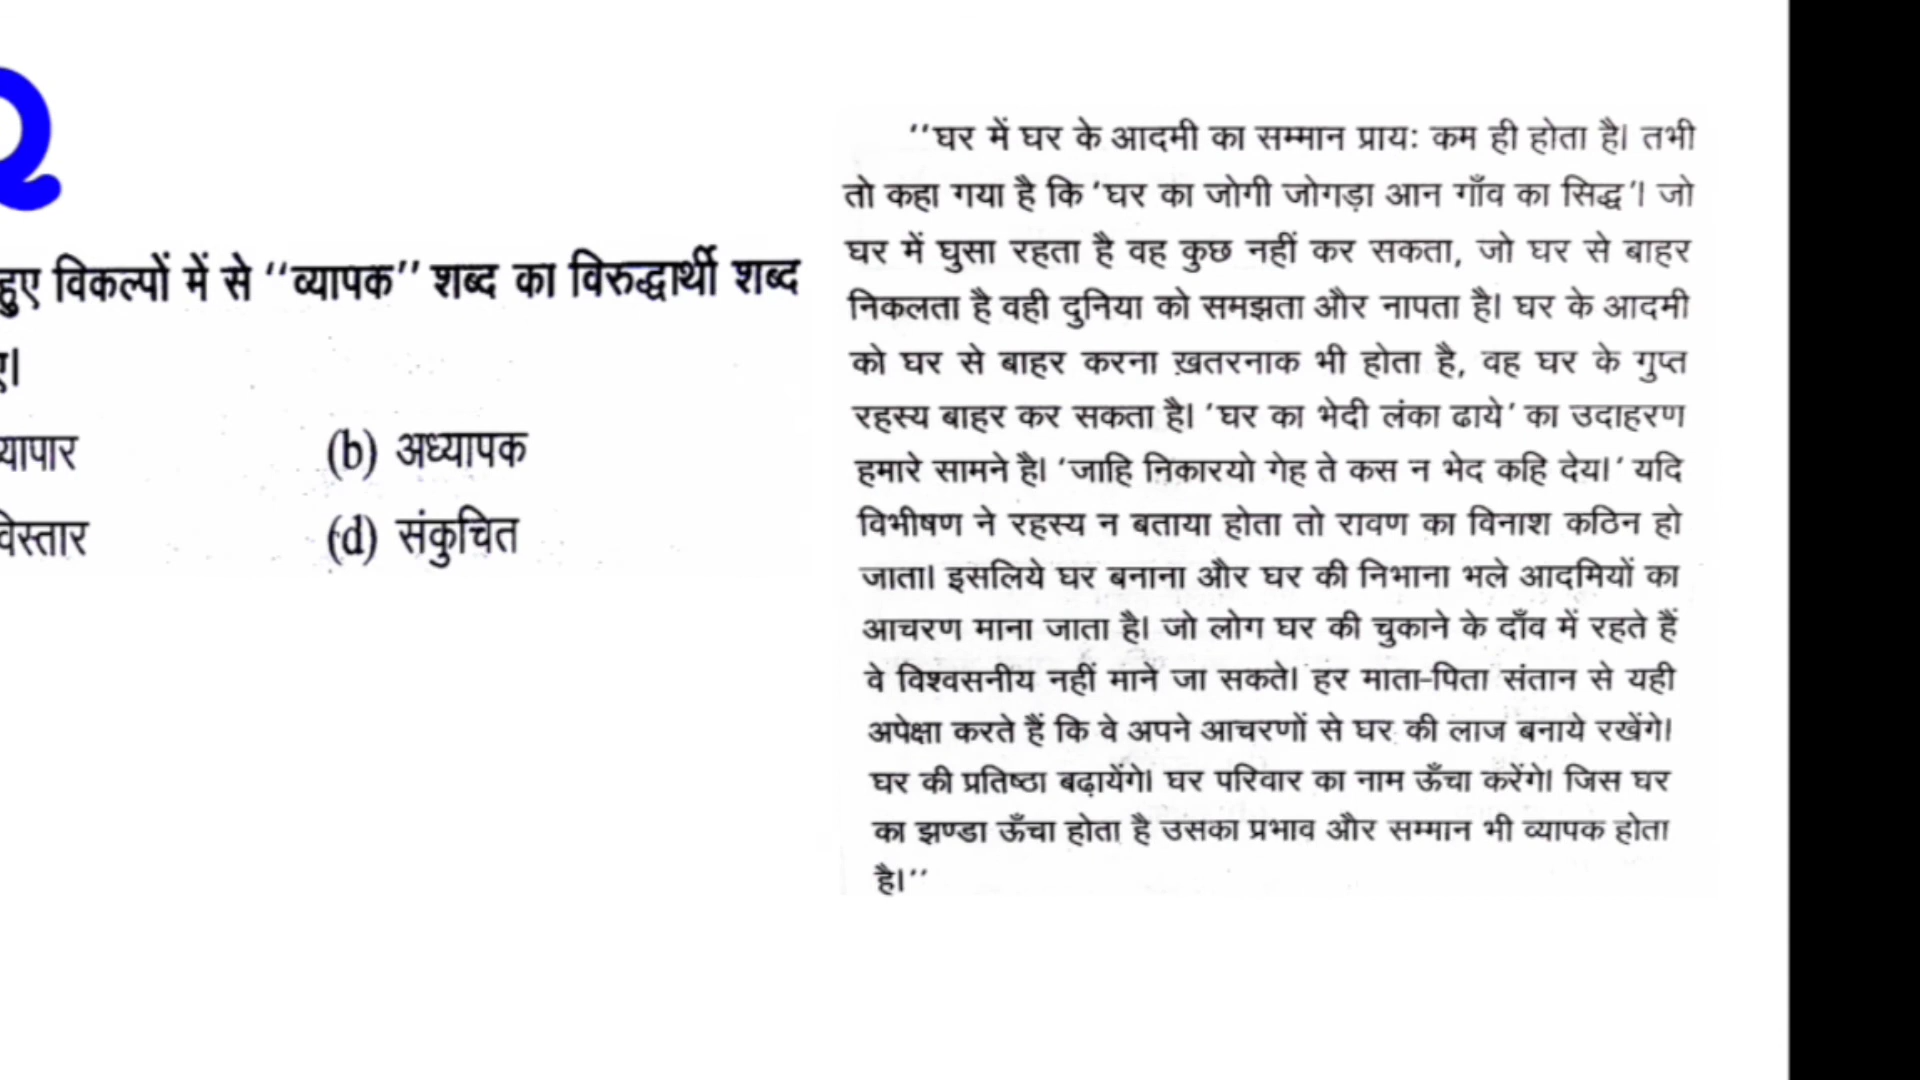 हुए विकल्पों में से ‘‘व्यापक’’ शब्द का विरुद्धार्थी शब्द
(b) अध्यापक
(d) संकुचित
‘‘घर में घर के आदमी का सम्मान प्राय: कम ही होता है। तभी
तो कहा गया है कि ‘घर का जोगी जोगड़ा आन गाँव का सिद्ध’। जो
घर में घुसा रहता है वह कुछ नहीं कर सकता, जो घर से बाहर
निकलता है वही दुनिया को समझता और नापता है। घर के आदमी
को घर से बाहर करना ख़तरनाक भी होता है, वह घर के गुप्त
रहस्य बाहर कर सकता है। ‘घर का भेदी लंका ढाये’ का उदाहरण
हमारे सामने है। ‘जाहि निकारयो गेह ते कस न भेद कहि देय।’ यदि
विभीषण ने रहस्य न बताया होता तो रावण का विनाश कठिन हो
जाता। इसलिये घर बनाना और घर की निभाना भले आदमियों का
आचरण माना जाता है। जो लोग घर की चुकाने के दाँव में रहते हैं
वे विश्वसनीय नहीं माने जा सकते। हर माता-पिता संतान से यही
अपेक्षा करते हैं कि वे अपने आचरणों से घर की लाज बनाये रखेंगे।
घर की प्रतिष्ठा बढ़ायेंगे। घर परिवार का नाम ऊँचा करेंगे। जिस घर
का झण्डा ऊँचा होता है उसका प्रभाव और सम्मान भी व्यापक होता
है।’’